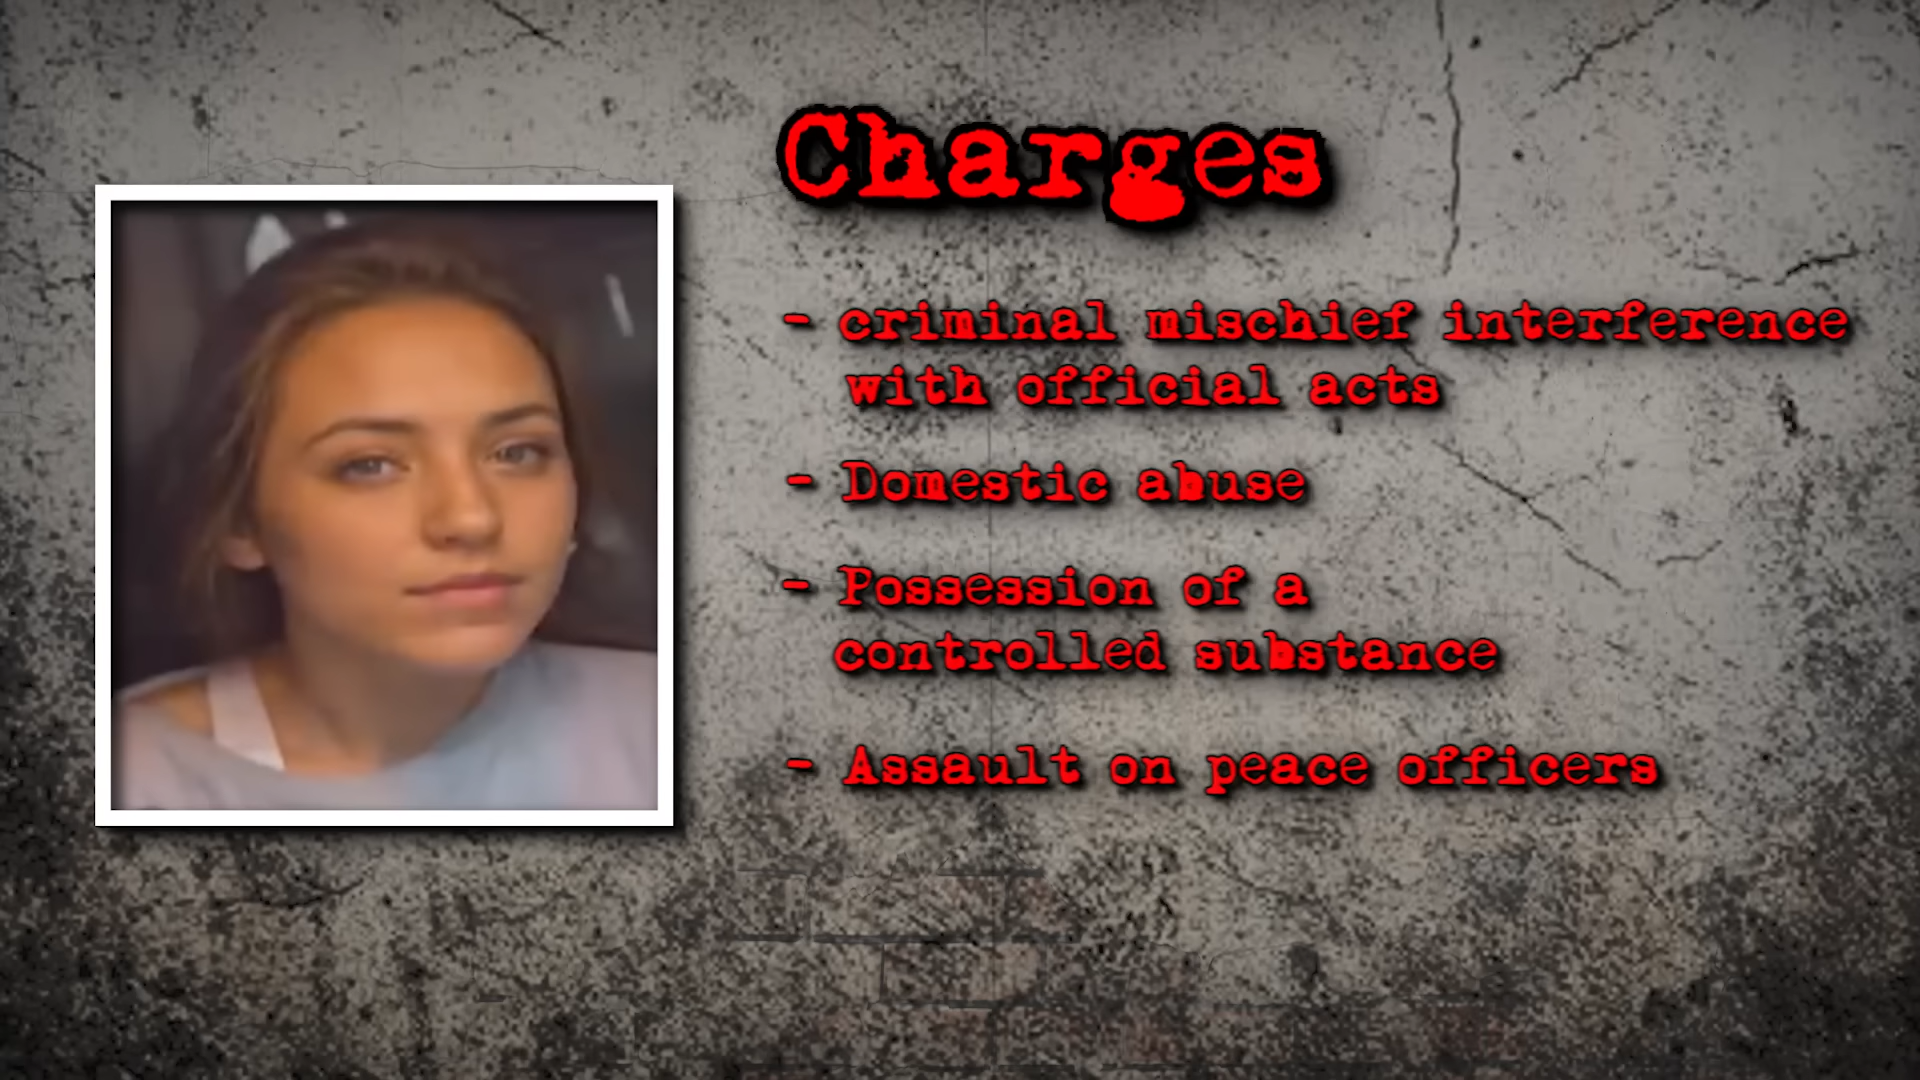 Charges
- criminal mischief interference
with official acts
- Domestic abuse
- Possession of a
controlled substance
- Assault on peace officers